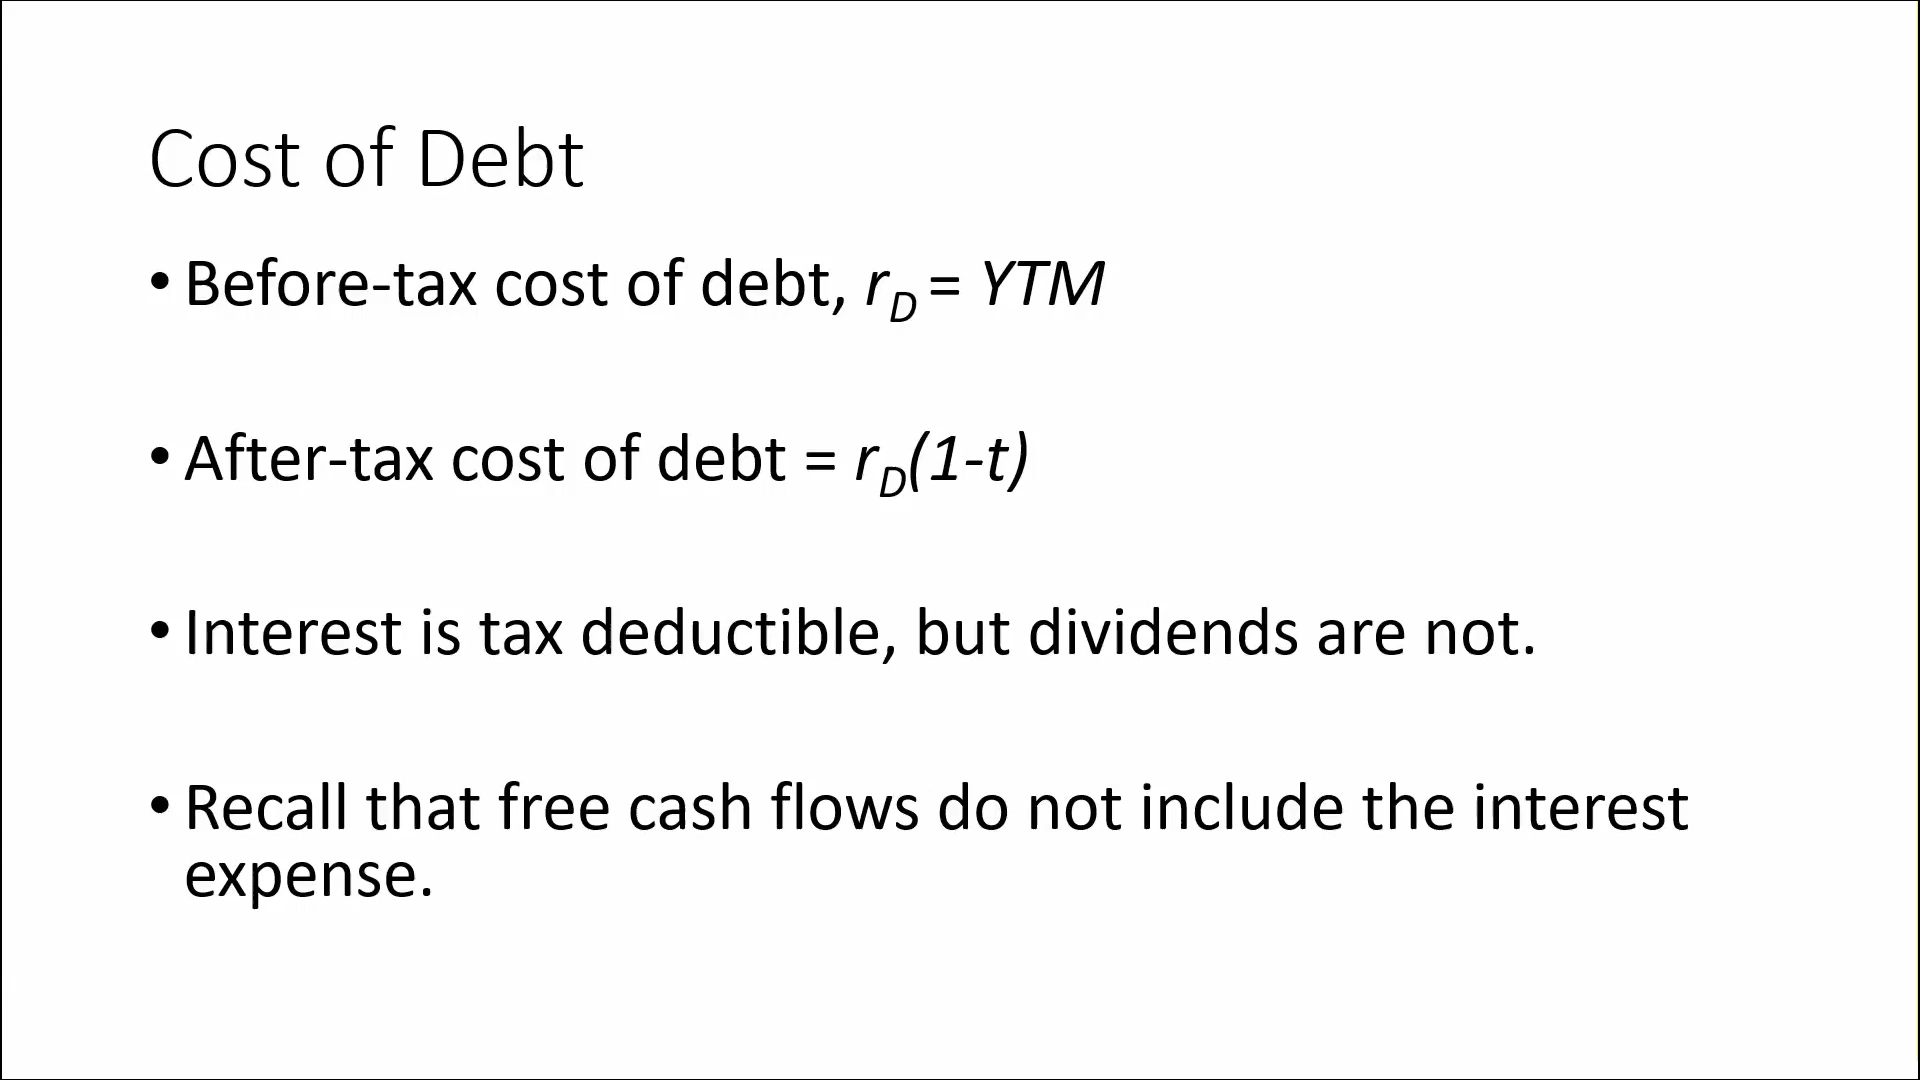 Cost of Debt
• Before-tax cost of debt, r_D = YTM
• After-tax cost of debt = r_D(1-t)
• Interest is tax deductible, but dividends are not.
• Recall that free cash flows do not include the interest
expense.